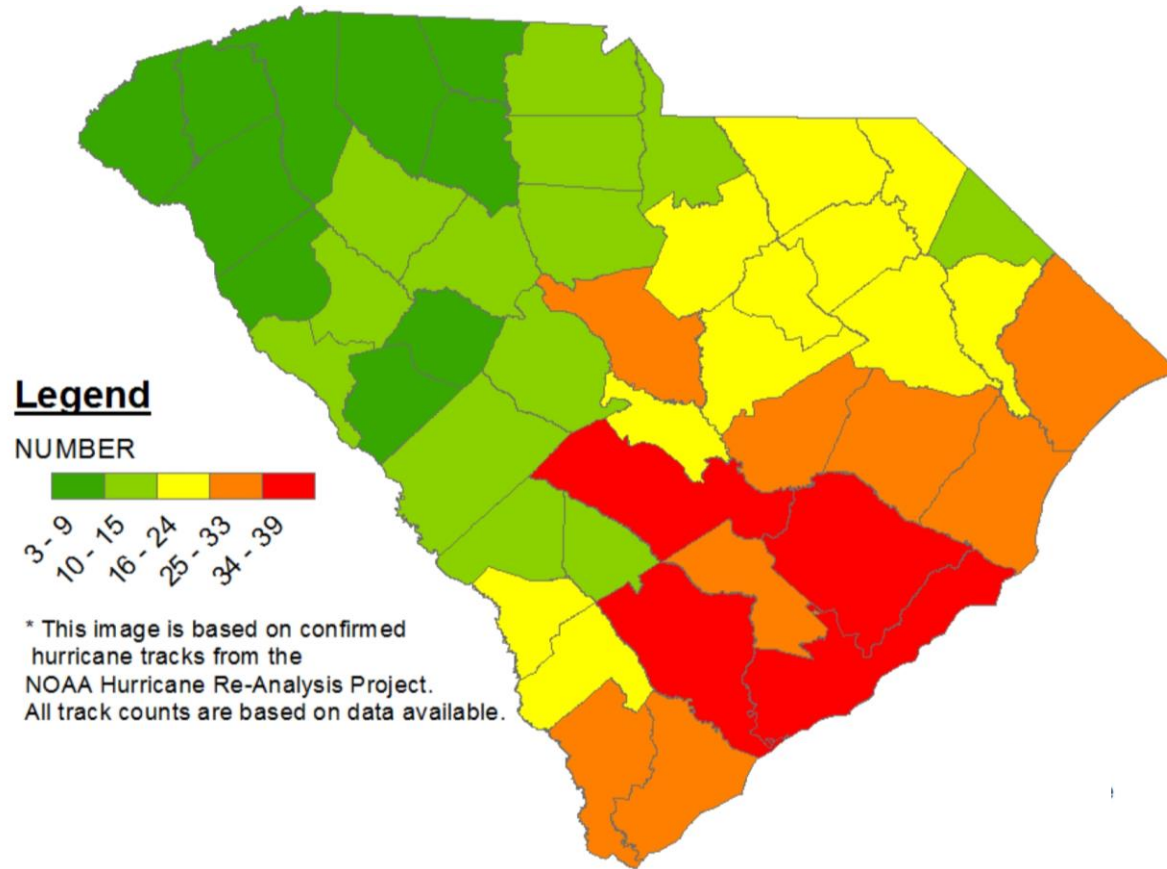 Legend
NUMBER
3 - 9
10 - 15
16 - 24
25 - 33
34 - 39
* This image is based on confirmed
hurricane tracks from the
NOAA Hurricane Re-Analysis Project.
All track counts are based on data available.